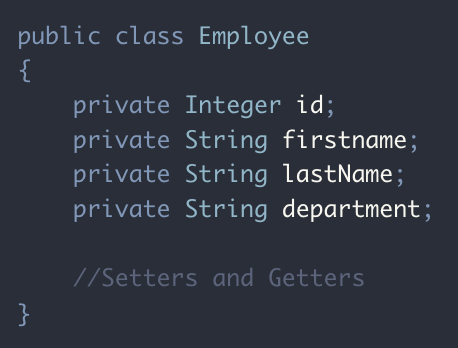 public class Employee
{
    private Integer id;
    private String firstname;
    private String lastName;
    private String department;

    //Setters and Getters
}